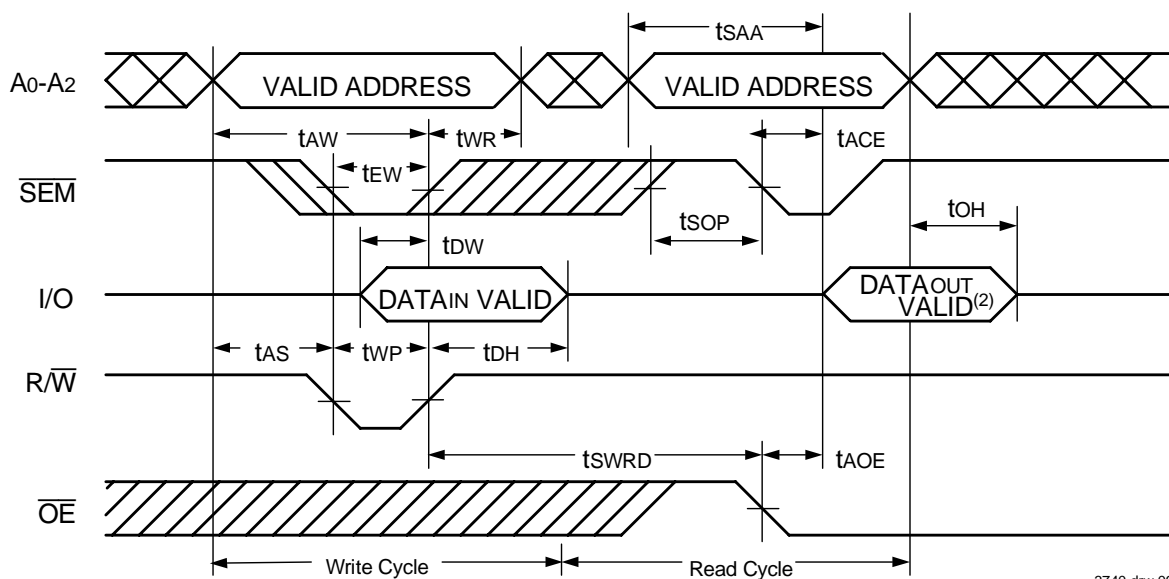 tSAA
A0-A2
VALID ADDRESS
VALID ADDRESS
tAW
tWR
tACE
tEW
SEM
tSOP
tOH
tDW
I/O
DATAIN VALID
DATAOUT
VALID(2)
tAS
tWP
tDH
R/W
tSWRD
tAOE
OE
Write Cycle
Read Cycle